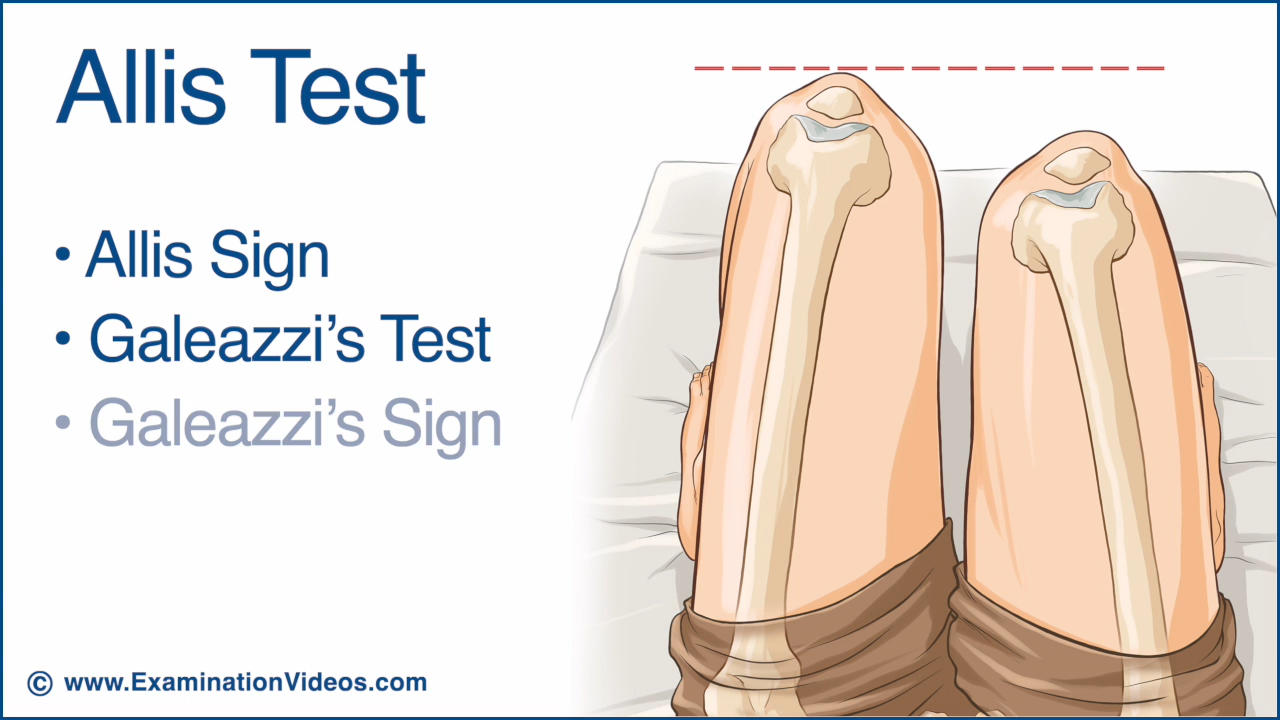 Allis Test
• Allis Sign
• Galeazzi’s Test
• Galeazzi’s Sign
© www.ExaminationVideos.com